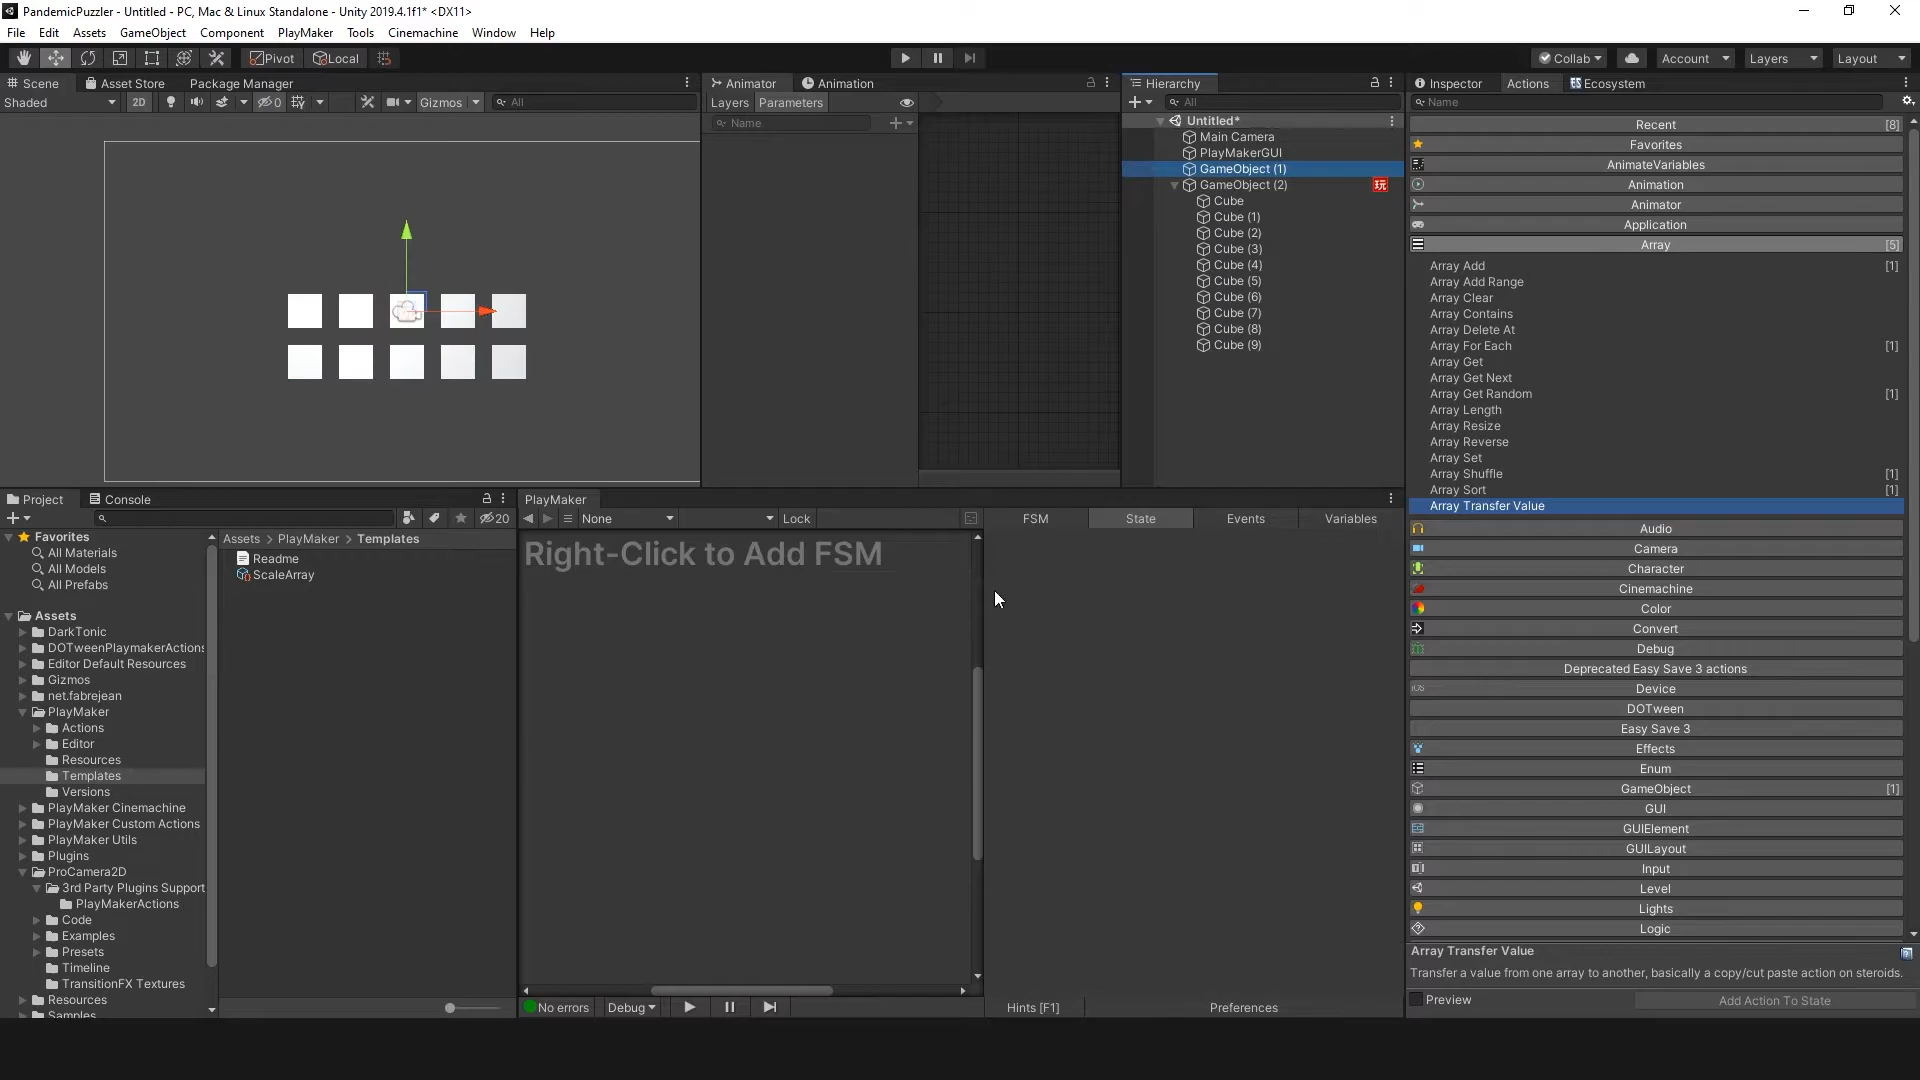 PandemicPuzzler - Untitled - PC, Mac & Linux Standalone - Unity 2019.4.1f1* <DX11>
File Edit Assets GameObject Component PlayMaker Tools Cinemachine Window Help
Pivot Local Collab Account Layers Layout
Scene Asset Store Package Manager
Shaded 2D 0 Gizmos All
Animator Animation
Layers Parameters
Name
Hierarchy
All
Untitled*
Main Camera
PlayMakerGUI
GameObject (1)
GameObject (2) 玩
Cube
Cube (1)
Cube (2)
Cube (3)
Cube (4)
Cube (5)
Cube (6)
Cube (7)
Cube (8)
Cube (9)
Inspector Actions Ecosystem
Name
Recent [8]
Favorites
AnimateVariables
Animation
Animator
Application
Array [5]
Array Add [1]
Array Add Range
Array Clear
Array Contains
Array Delete At
Array For Each [1]
Array Get
Array Get Next
Array Get Random [1]
Array Length
Array Resize
Array Reverse
Array Set
Array Shuffle [1]
Array Sort [1]
Array Transfer Value
Audio
Camera
Character
Cinemachine
Color
Convert
Debug
Deprecated Easy Save 3 actions
iOS Device
DOTween
Easy Save 3
Effects
Enum
GameObject [1]
GUI
GUIElement
GUILayout
Input
Level
Lights
Logic
Array Transfer Value
Transfer a value from one array to another, basically a copy/cut paste action on steroids.
Preview Add Action To State
Project Console
20
Favorites
All Materials
All Models
All Prefabs
Assets
DarkTonic
DOTweenPlaymakerActions
Editor Default Resources
Gizmos
net.fabrejean
PlayMaker
Actions
Editor
Resources
Templates
Versions
PlayMaker Cinemachine
PlayMaker Custom Actions
PlayMaker Utils
Plugins
ProCamera2D
3rd Party Plugins Support
PlayMakerActions
Code
Examples
Presets
Timeline
TransitionFX Textures
Resources
Samples
Assets > PlayMaker > Templates
Readme
ScaleArray
PlayMaker
None Lock
Right-Click to Add FSM
FSM State Events Variables
No errors Debug
Hints [F1] Preferences